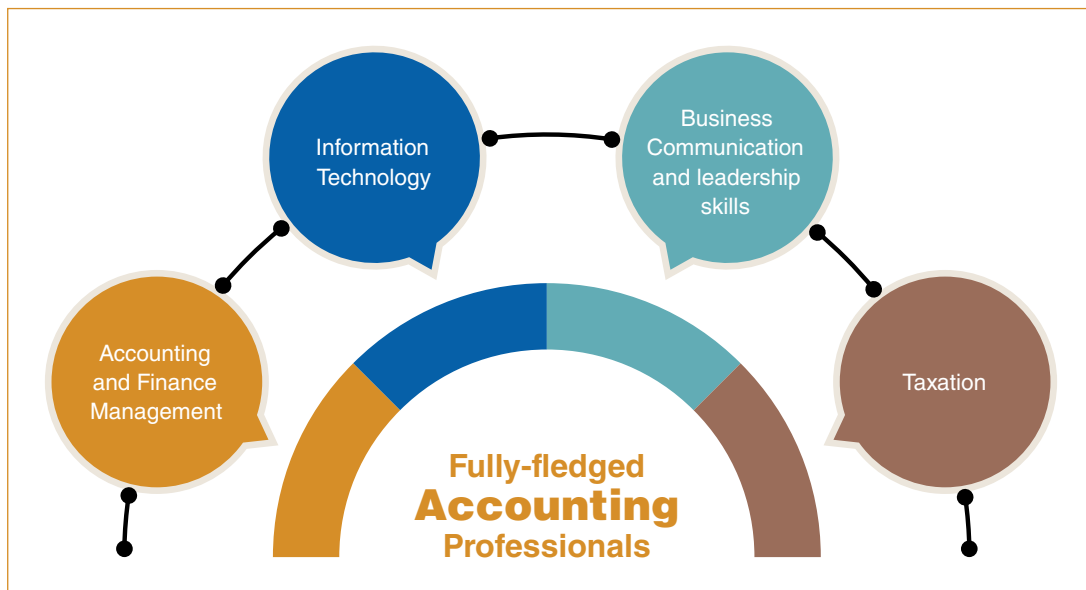 Information
Technology
Business
Communication
and leadership
skills
Accounting
and Finance
Management
Taxation
Fully-fledged
Accounting
Professionals